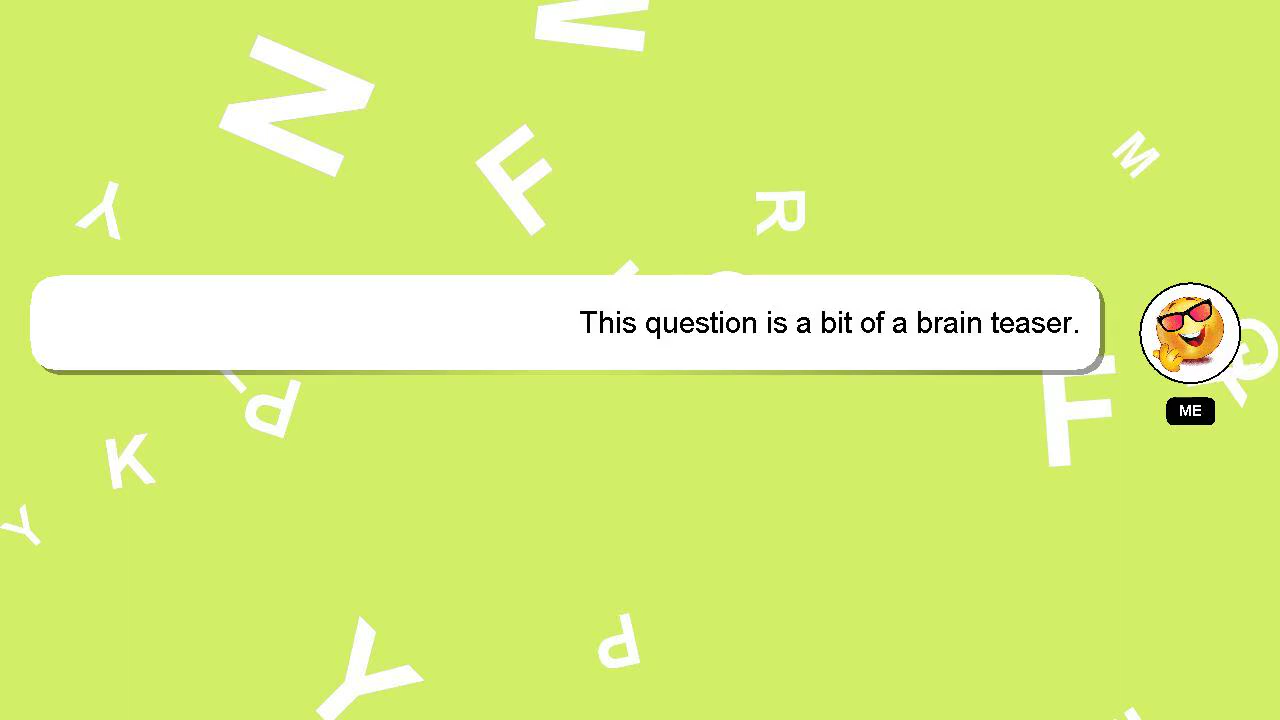 N
N
F
M
Y
R
This question is a bit of a brain teaser.
ME
Q
P
F
K
Y
P
Y